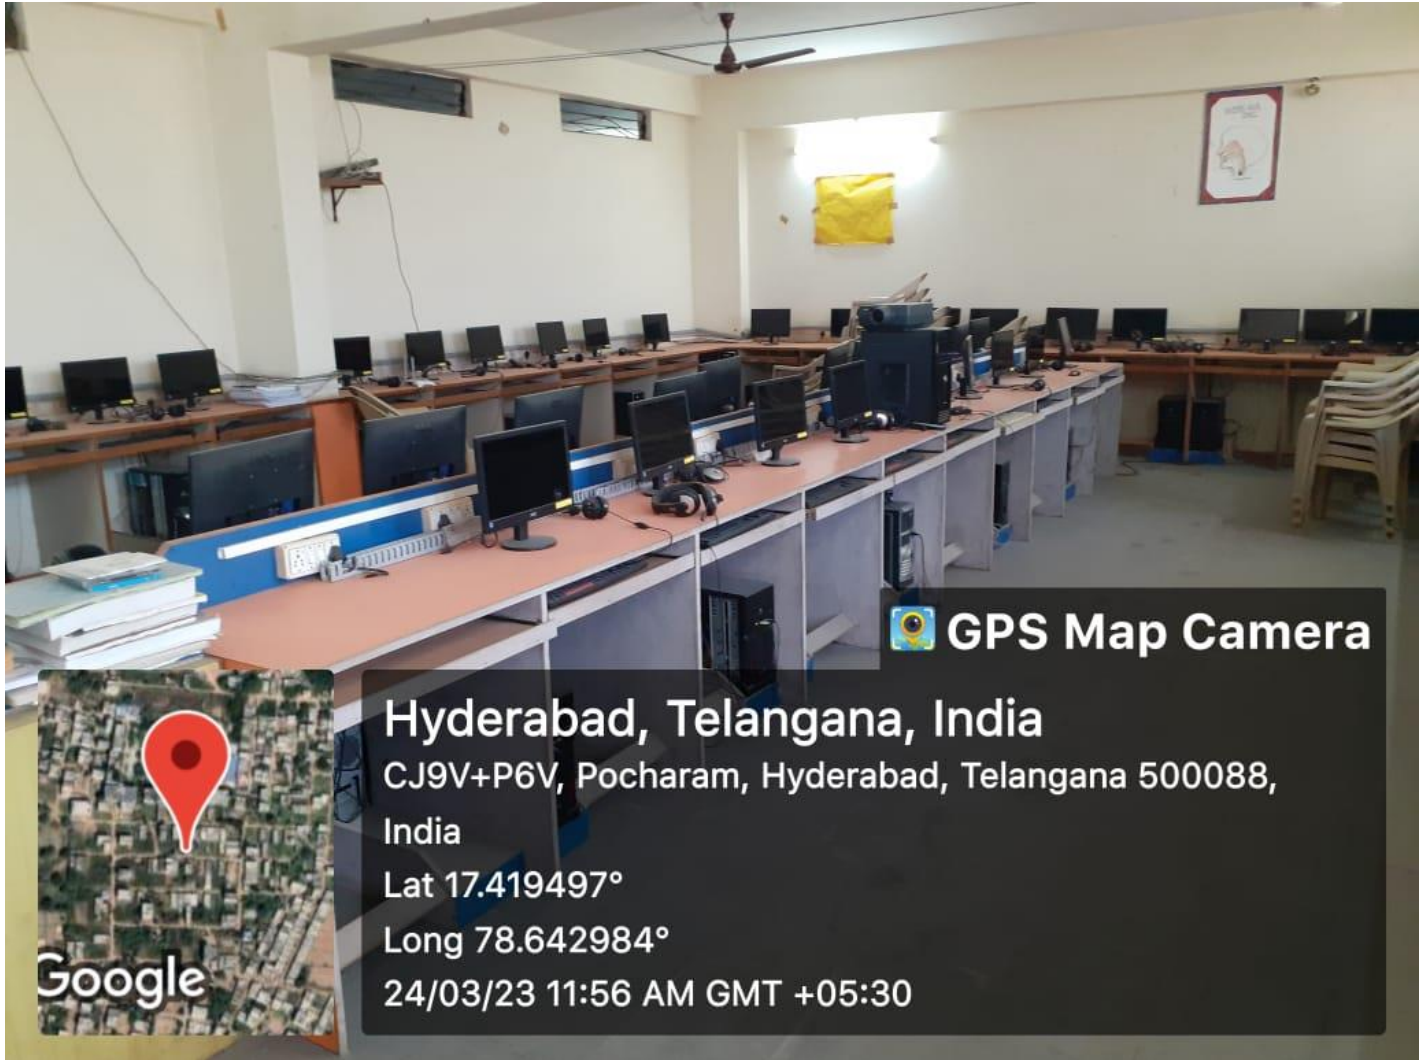 GPS Map Camera
Hyderabad, Telangana, India
CJ9V+P6V, Pocharam, Hyderabad, Telangana 500088,
India
Lat 17.419497°
Long 78.642984°
24/03/23 11:56 AM GMT +05:30
Google